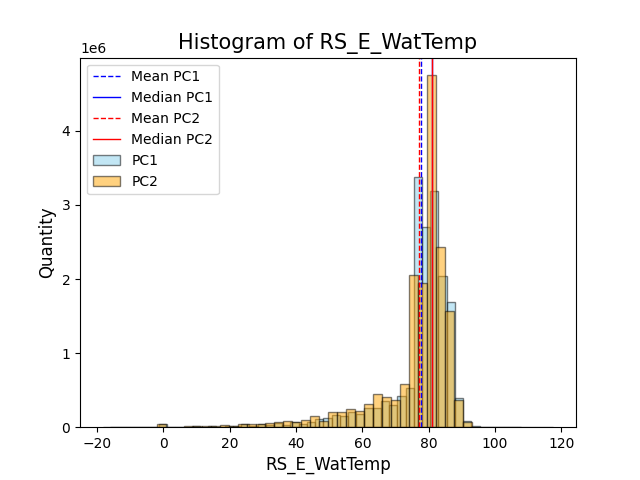 Histogram of RS_E_WatTemp
1e6
Mean PC1
Median PC1
Mean PC2
Median PC2
PC1
PC2
Quantity
4
3
2
1
0
−20 0 20 40 60 80 100 120
RS_E_WatTemp